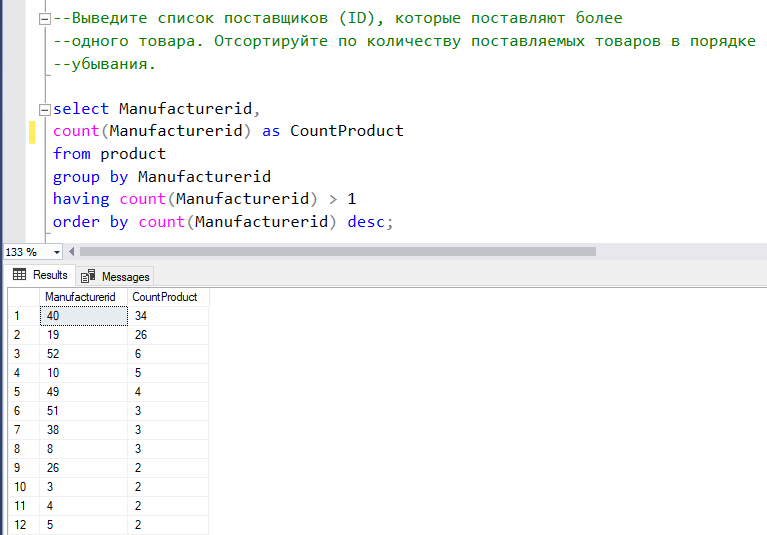 --Выведите список поставщиков (ID), которые поставляют более
--одного товара. Отсортируйте по количеству поставляемых товаров в порядке
--убывания.
select Manufacturerid,
count(Manufacturerid) as CountProduct
from product
group by Manufacturerid
having count(Manufacturerid) > 1
order by count(Manufacturerid) desc;
133 %
Results Messages
Manufacturerid CountProduct
1 40 34
2 19 26
3 52 6
4 10 5
5 49 4
6 51 3
7 38 3
8 8 3
9 26 2
10 3 2
11 4 2
12 5 2